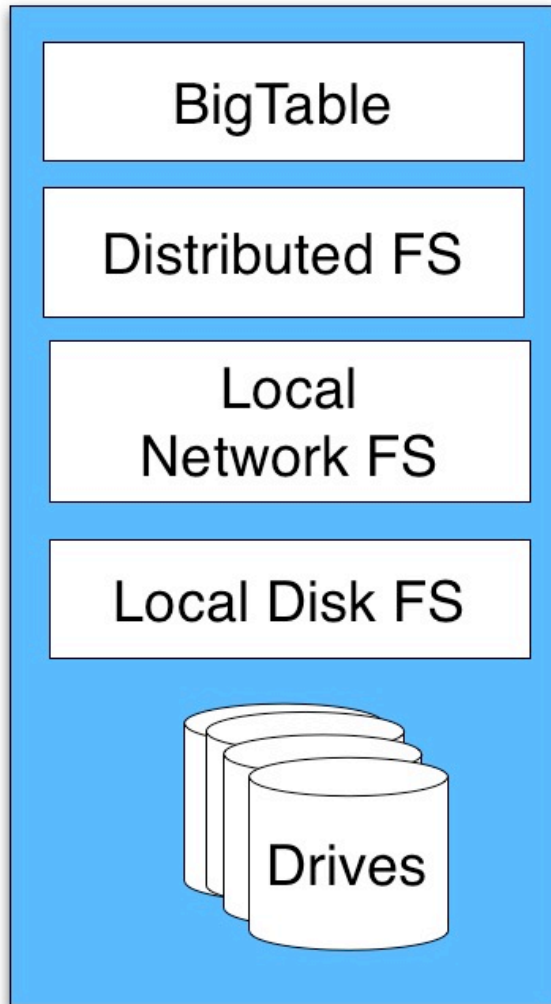 BigTable
Distributed FS
Local
Network FS
Local Disk FS
Drives